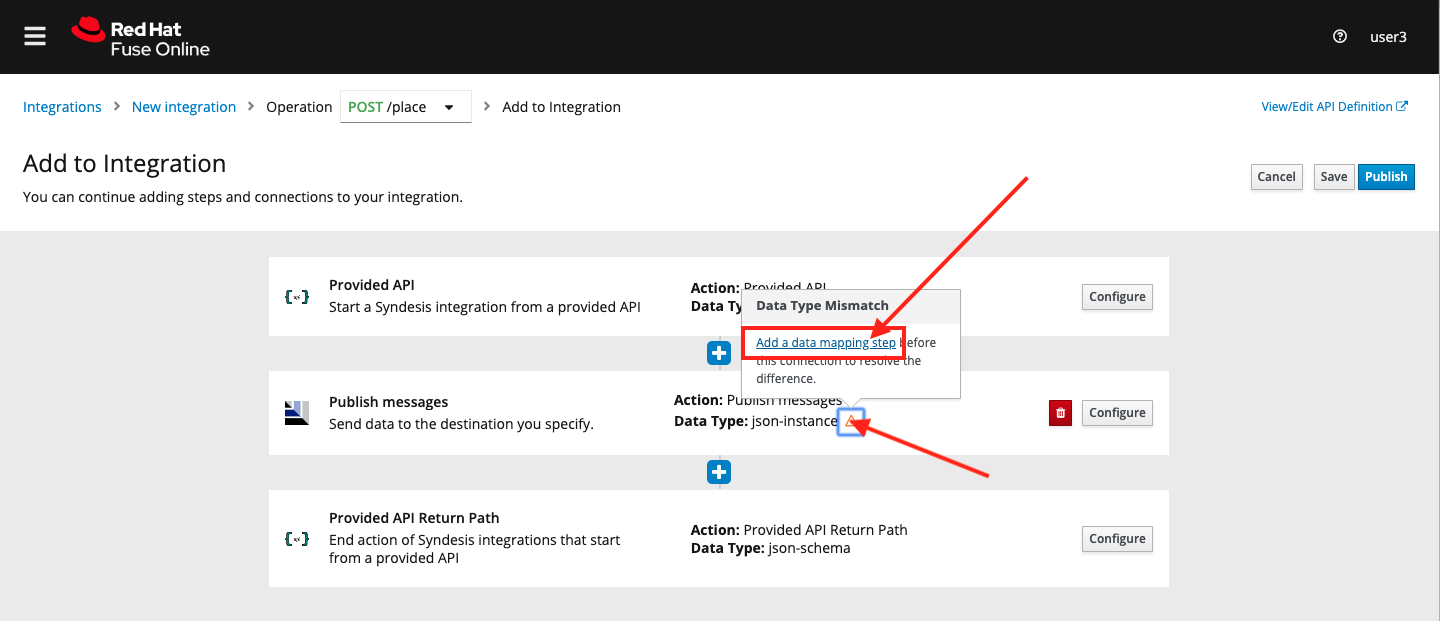 Red Hat
Fuse Online
user3
Integrations > New integration > Operation POST /place > Add to Integration
View/Edit API Definition
Add to Integration
You can continue adding steps and connections to your integration.
Cancel
Save
Publish
Provided API
Start a Syndesis integration from a provided API
Action: Provided API
Data Ty
Configure
Data Type Mismatch
Add a data mapping step before
this connection to resolve the
difference.
Publish messages
Send data to the destination you specify.
Action: Publish messages
Data Type: json-instance
Configure
Provided API Return Path
End action of Syndesis integrations that start
from a provided API
Action: Provided API Return Path
Data Type: json-schema
Configure